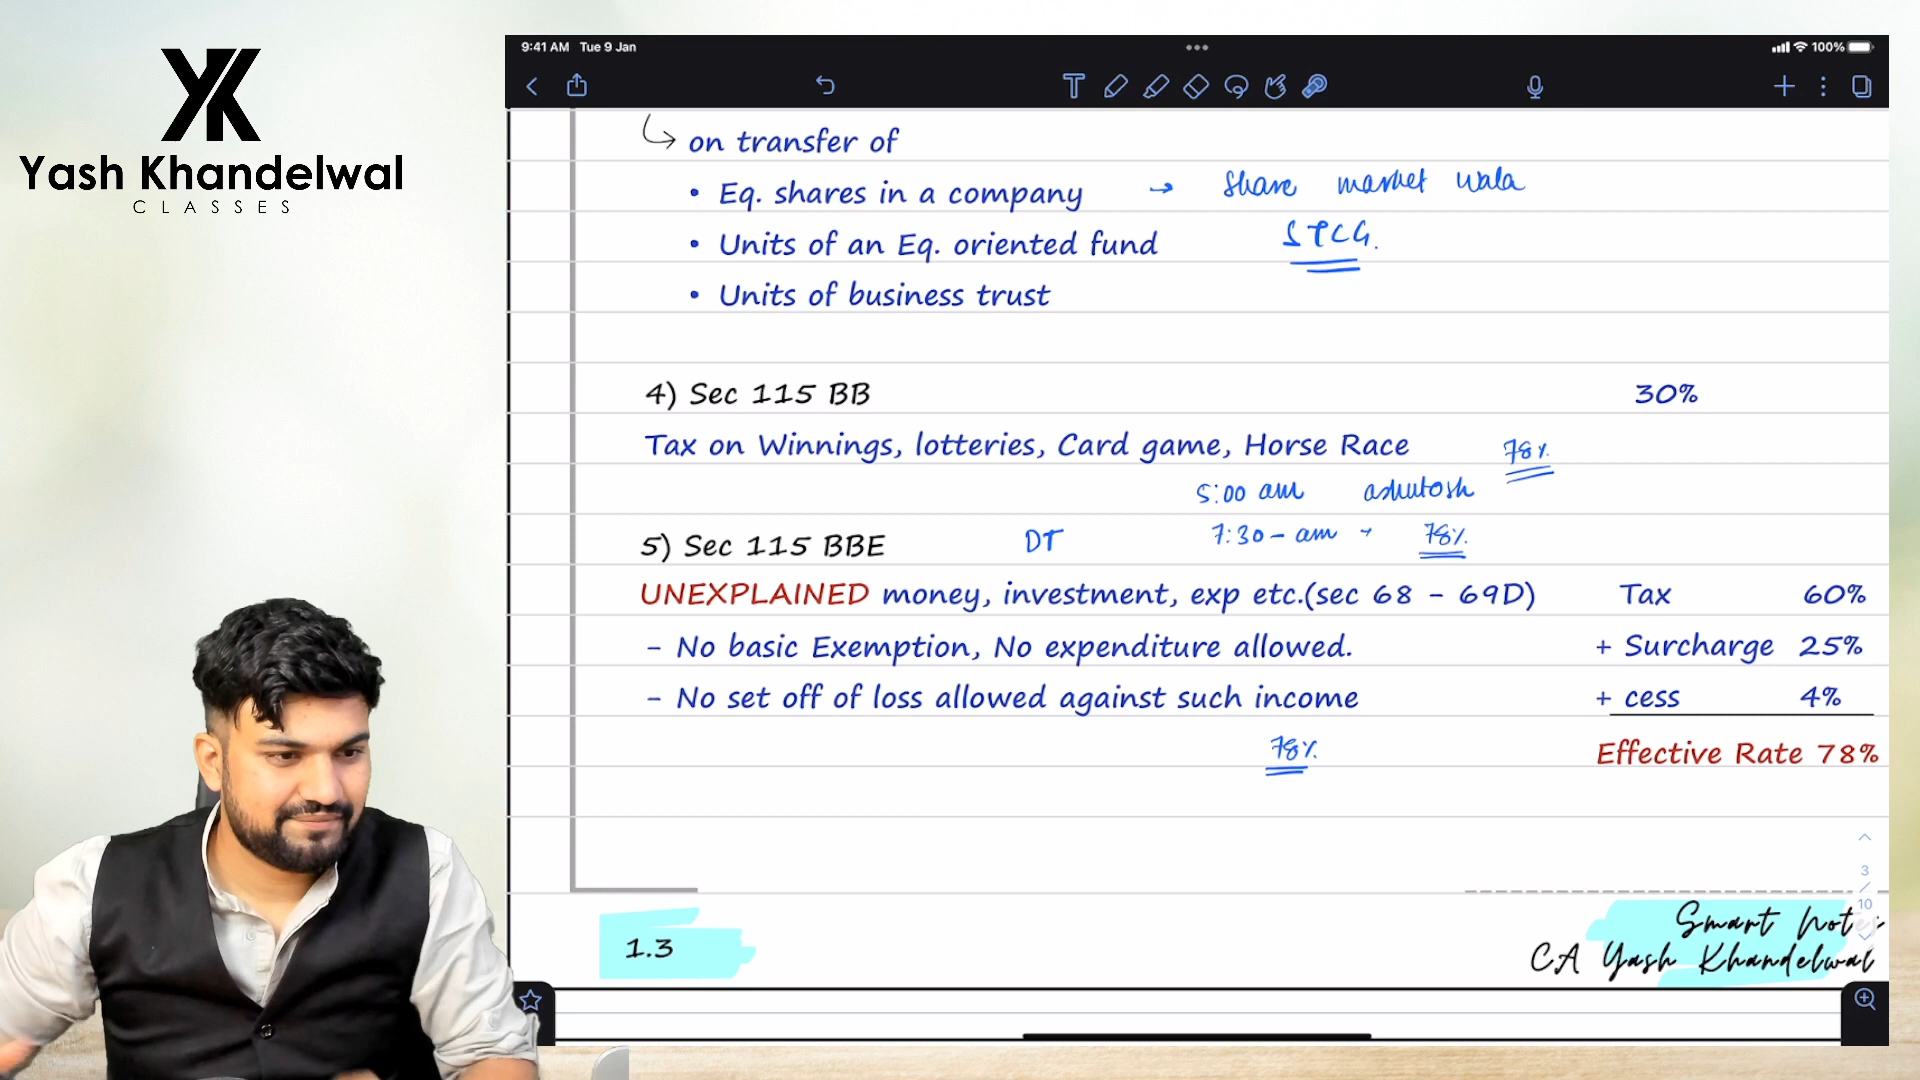 YK
Yash Khandelwal
CLASSES
9:41 AM Tue 9 Jan
100%
on transfer of
• Eq. shares in a company → Share market wala
• Units of an Eq. oriented fund STCG.
• Units of business trust
4) Sec 115 BB 30%
Tax on Winnings, lotteries, Card game, Horse Race 78%
5:00 am ashutosh
5) Sec 115 BBE DT 7:30 - am → 78%
UNEXPLAINED money, investment, exp etc.(sec 68 - 69D) Tax 60%
- No basic Exemption, No expenditure allowed. + Surcharge 25%
- No set off of loss allowed against such income + cess 4%
78% Effective Rate 78%
3
/
10
1.3
Smart Notes
CA Yash Khandelwal